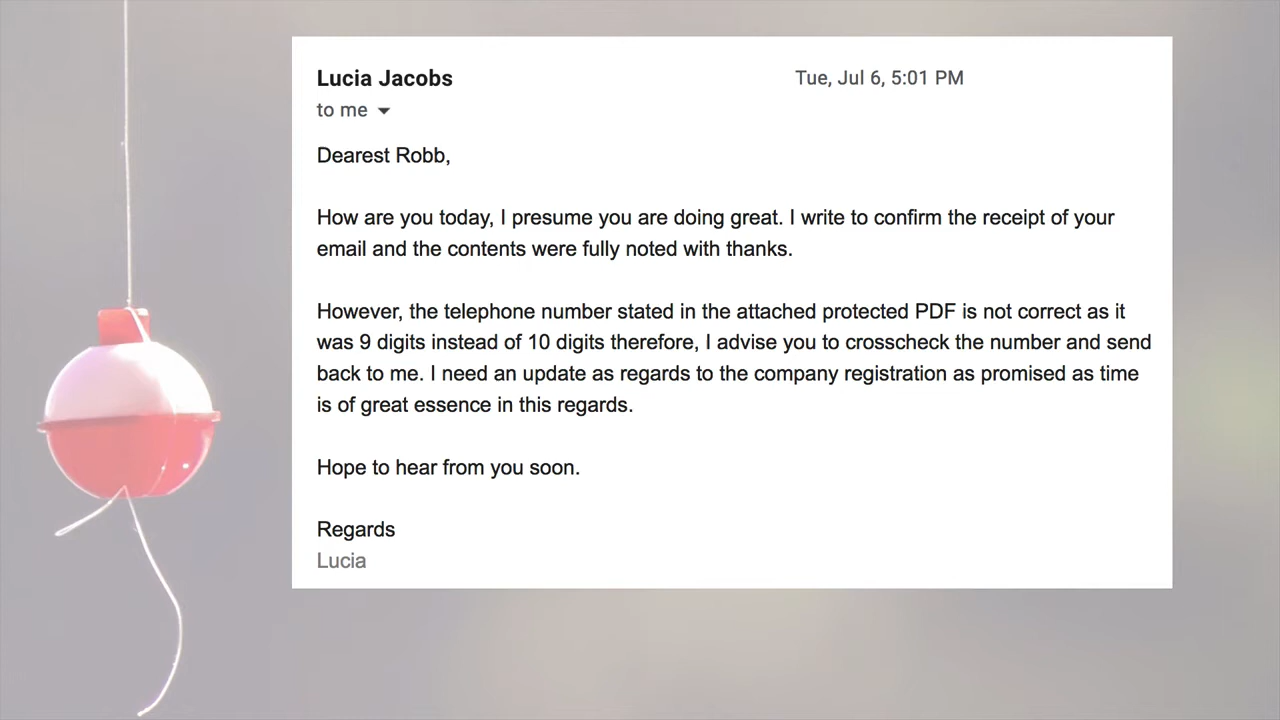 Lucia Jacobs
Tue, Jul 6, 5:01 PM
to me
Dearest Robb,
How are you today, I presume you are doing great. I write to confirm the receipt of your
email and the contents were fully noted with thanks.
However, the telephone number stated in the attached protected PDF is not correct as it
was 9 digits instead of 10 digits therefore, I advise you to crosscheck the number and send
back to me. I need an update as regards to the company registration as promised as time
is of great essence in this regards.
Hope to hear from you soon.
Regards
Lucia